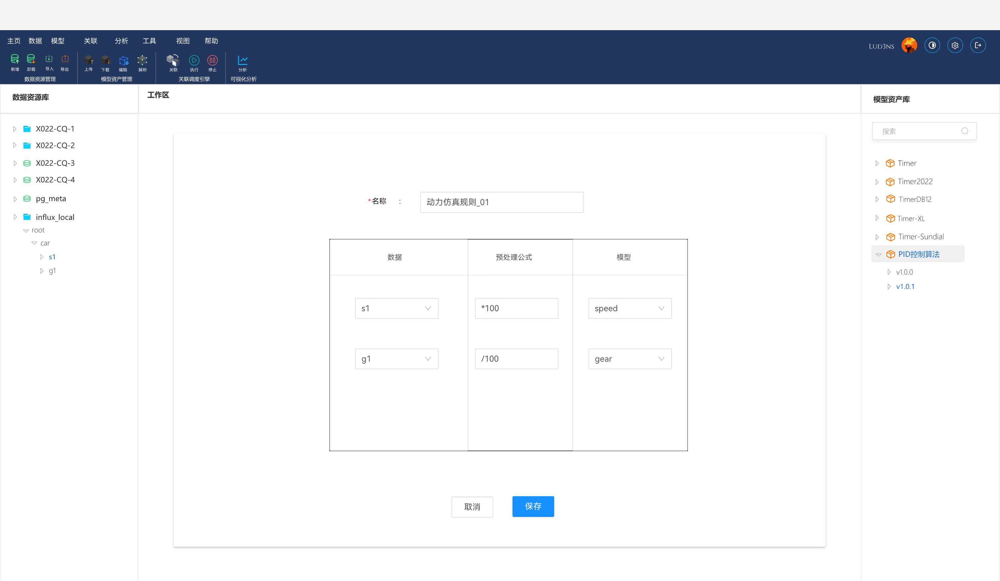 主页 数据 模型 关联 分析 工具 视图 帮助
Lud3ns
新增 卸载 导入 导出 上传 下载 编辑 解析 关联 执行 停止 分析
数据资源管理 模型资产管理 关联调度引擎 可视化分析
数据资源库
X022-CQ-1
X022-CQ-2
X022-CQ-3
X022-CQ-4
pg_meta
influx_local
root
car
s1
g1
工作区
*名称 :
动力仿真规则_01
数据 预处理公式 模型
s1 *100 speed
g1 /100 gear
取消 保存
模型资产库
搜索
Timer
Timer2022
TimerDB12
Timer-XL
Timer-Sundial
PID控制算法
v1.0.0
v1.0.1